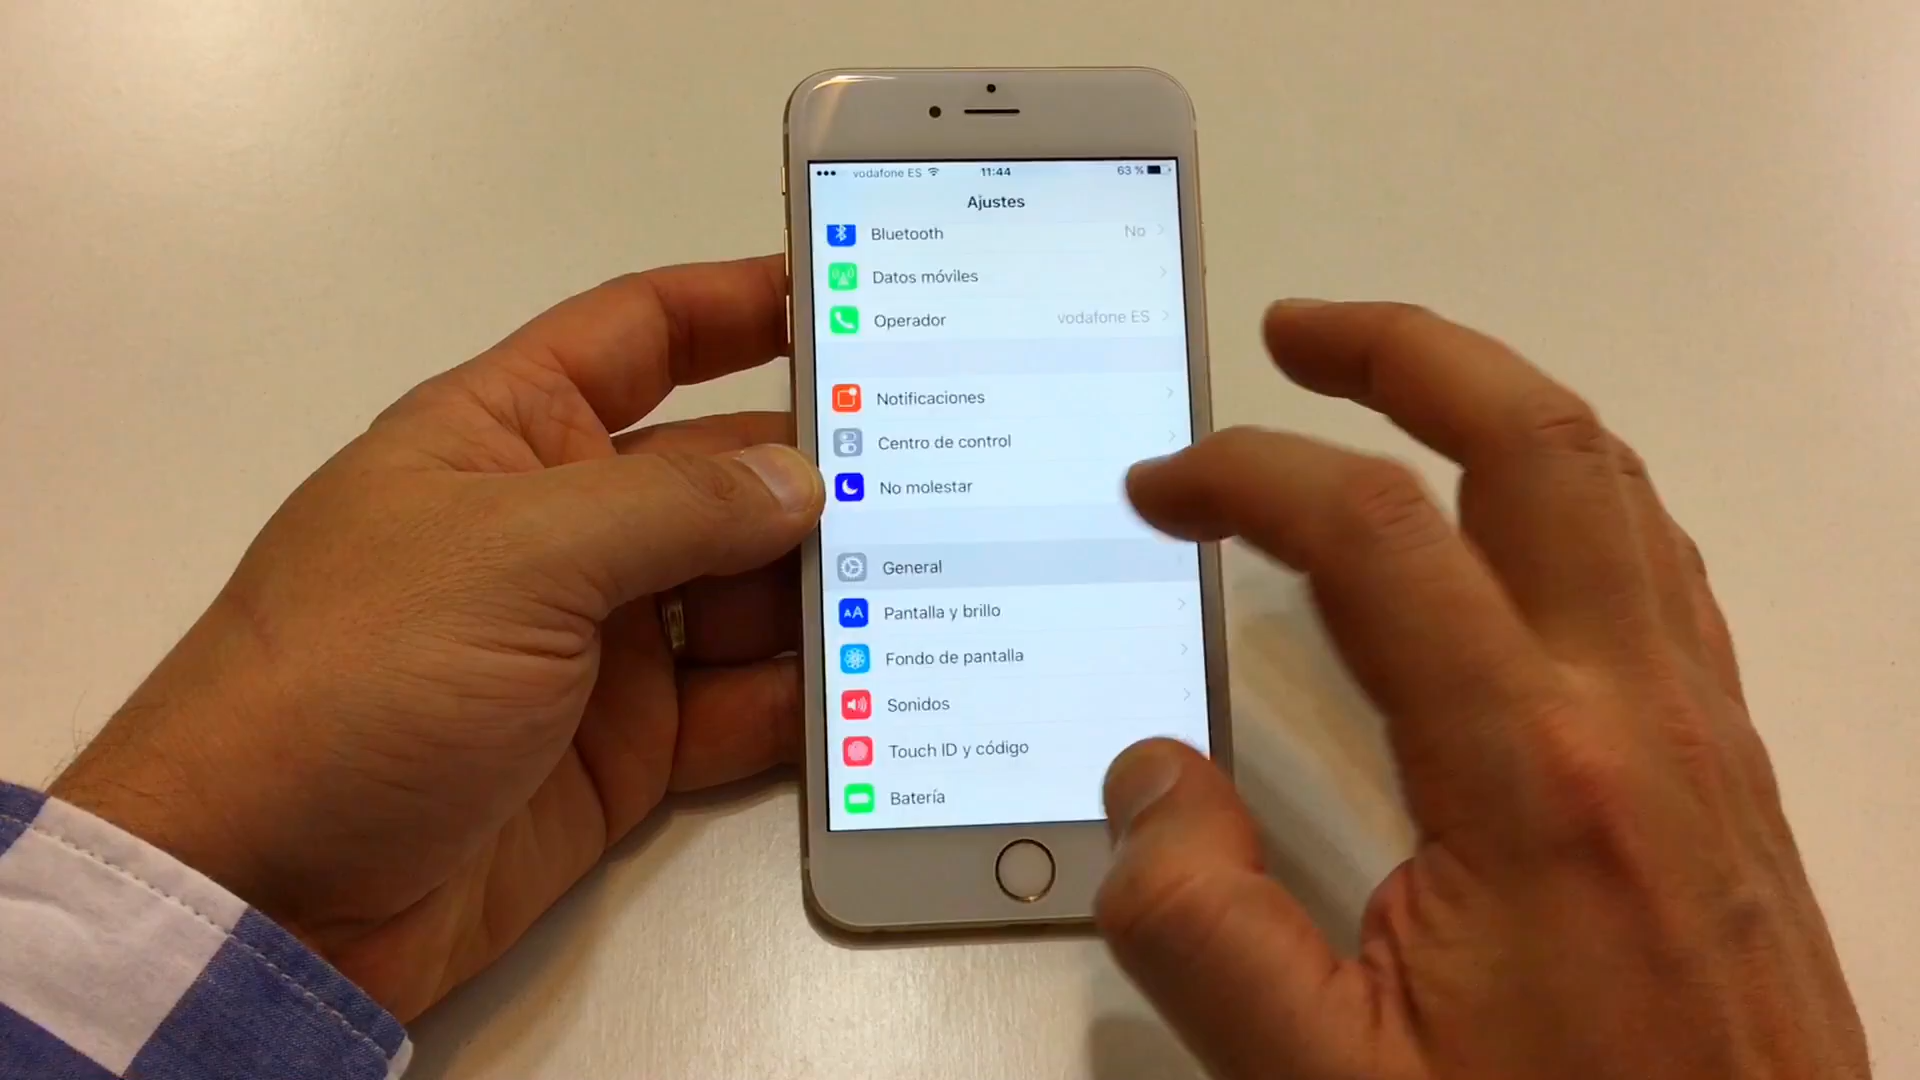 vodafone ES 11:44 63 %
Ajustes
Bluetooth No
Datos móviles
Operador vodafone ES
Notificaciones
Centro de control
No molestar
General
AA Pantalla y brillo
Fondo de pantalla
Sonidos
Touch ID y código
Batería